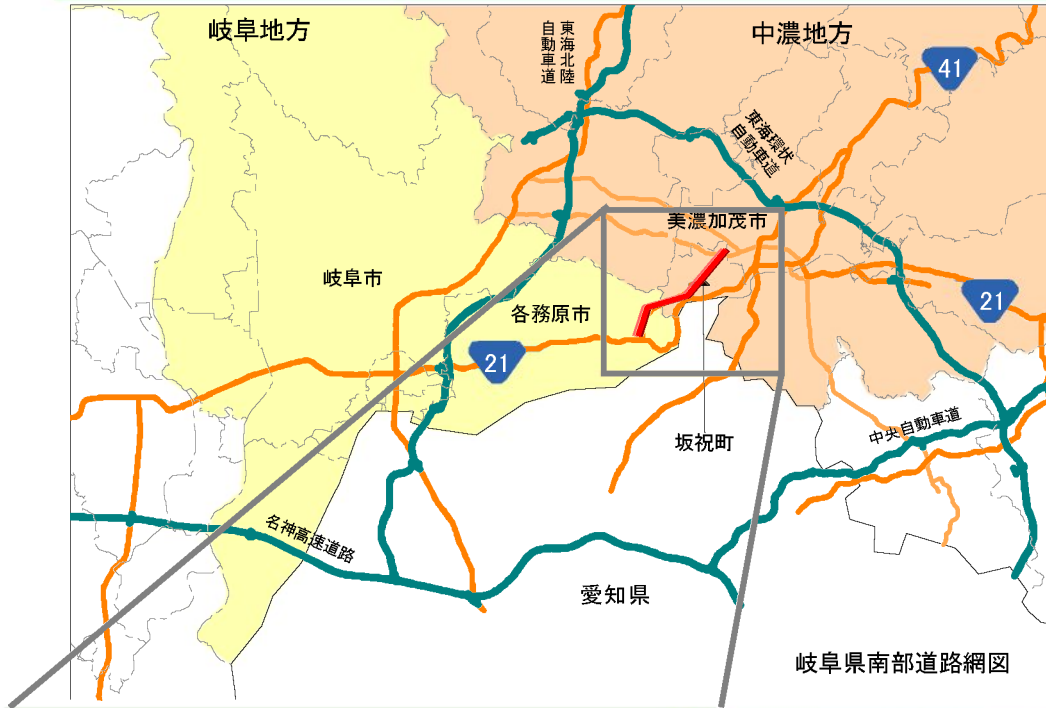 岐阜地方
東海北陸
自動車道
中濃地方
41
東海環状
自動車道
美濃加茂市
岐阜市
各務原市
21
21
坂祝町
中央自動車道
名神高速道路
愛知県
岐阜県南部道路網図